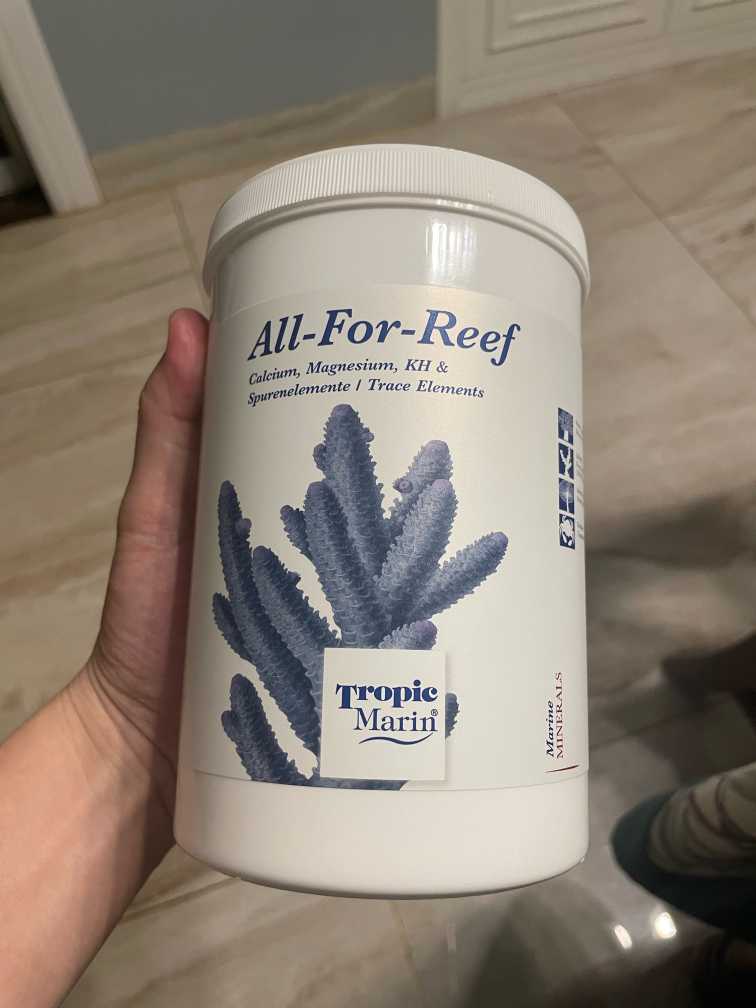 All-For-Reef
Calcium, Magnesium, KH &
Spurenelemente / Trace Elements
Tropic
Marin®
Marine
MINERALS